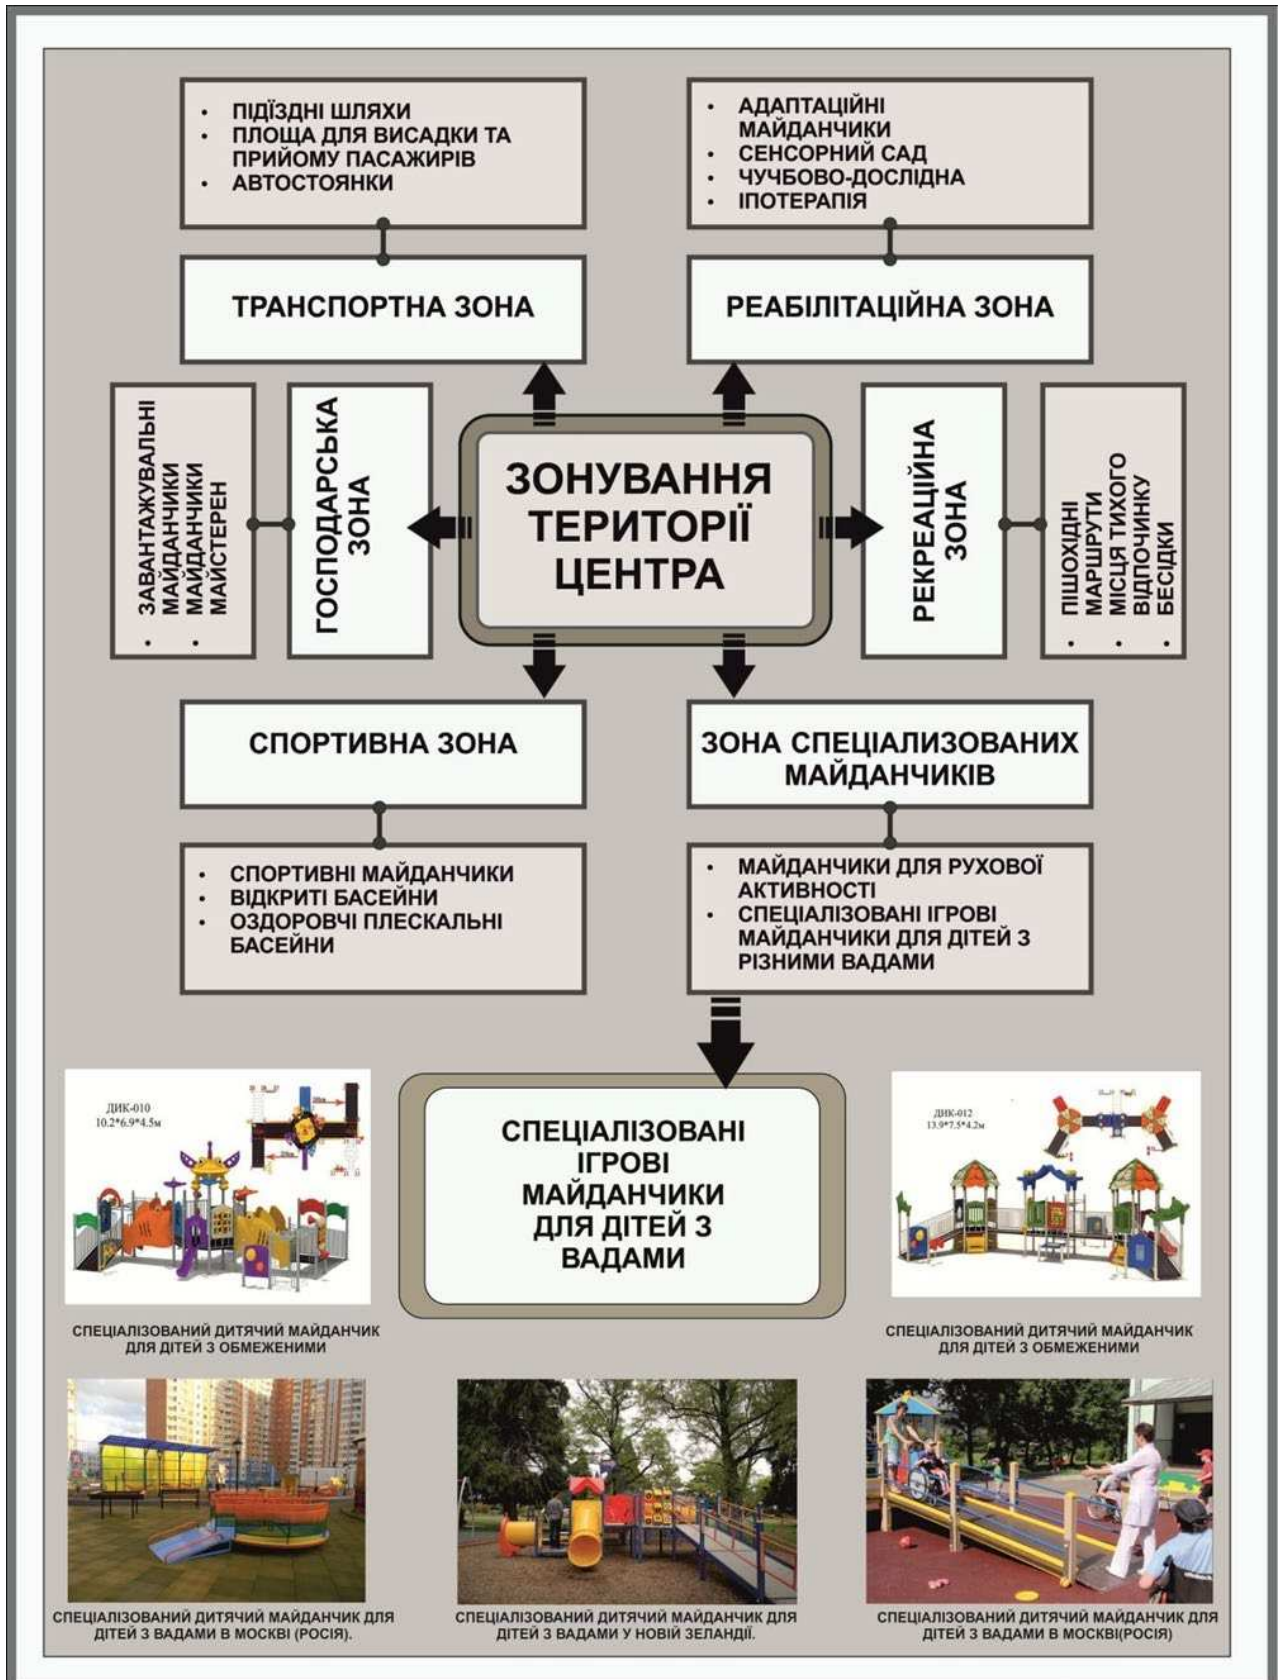 • ПІДЇЗДНІ ШЛЯХИ
• ПЛОЩА ДЛЯ ВИСАДКИ ТА
ПРИЙОМУ ПАСАЖИРІВ
• АВТОСТОЯНКИ
• АДАПТАЦІЙНІ
МАЙДАНЧИКИ
• СЕНСОРНИЙ САД
• ЧУЧБОВО-ДОСЛІДНА
• ІПОТЕРАПІЯ
ТРАНСПОРТНА ЗОНА
РЕАБІЛІТАЦІЙНА ЗОНА
• ЗАВАНТАЖУВАЛЬНІ
МАЙДАНЧИКИ
• МАЙДАНЧИКИ
МАЙСТЕРЕН
ГОСПОДАРСЬКА
ЗОНА
ЗОНУВАННЯ
ТЕРИТОРІЇ
ЦЕНТРА
РЕКРЕАЦІЙНА
ЗОНА
• ПІШОХІДНІ
МАРШРУТИ
• МІСЦЯ ТИХОГО
ВІДПОЧИНКУ
• БЕСІДКИ
СПОРТИВНА ЗОНА
ЗОНА СПЕЦІАЛИЗОВАНИХ
МАЙДАНЧИКІВ
• СПОРТИВНІ МАЙДАНЧИКИ
• ВІДКРИТІ БАСЕЙНИ
• ОЗДОРОВЧІ ПЛЕСКАЛЬНІ
БАСЕЙНИ
• МАЙДАНЧИКИ ДЛЯ РУХОВОЇ
АКТИВНОСТІ
• СПЕЦІАЛІЗОВАНІ ІГРОВІ
МАЙДАНЧИКИ ДЛЯ ДІТЕЙ З
РІЗНИМИ ВАДАМИ
ДИК-010
10.2*6.9*4.5м
СПЕЦІАЛІЗОВАНІ
ІГРОВІ
МАЙДАНЧИКИ
ДЛЯ ДІТЕЙ З
ВАДАМИ
ДИК-012
13.9*7.5*4.2м
СПЕЦІАЛІЗОВАНИЙ ДИТЯЧИЙ МАЙДАНЧИК
ДЛЯ ДІТЕЙ З ОБМЕЖЕНИМИ
СПЕЦІАЛІЗОВАНИЙ ДИТЯЧИЙ МАЙДАНЧИК
ДЛЯ ДІТЕЙ З ОБМЕЖЕНИМИ
СПЕЦІАЛІЗОВАНИЙ ДИТЯЧИЙ МАЙДАНЧИК ДЛЯ
ДІТЕЙ З ВАДАМИ В МОСКВІ (РОСІЯ).
СПЕЦІАЛІЗОВАНИЙ ДИТЯЧИЙ МАЙДАНЧИК ДЛЯ
ДІТЕЙ З ВАДАМИ У НОВІЙ ЗЕЛАНДІЇ.
СПЕЦІАЛІЗОВАНИЙ ДИТЯЧИЙ МАЙДАНЧИК ДЛЯ
ДІТЕЙ З ВАДАМИ В МОСКВІ(РОСІЯ)